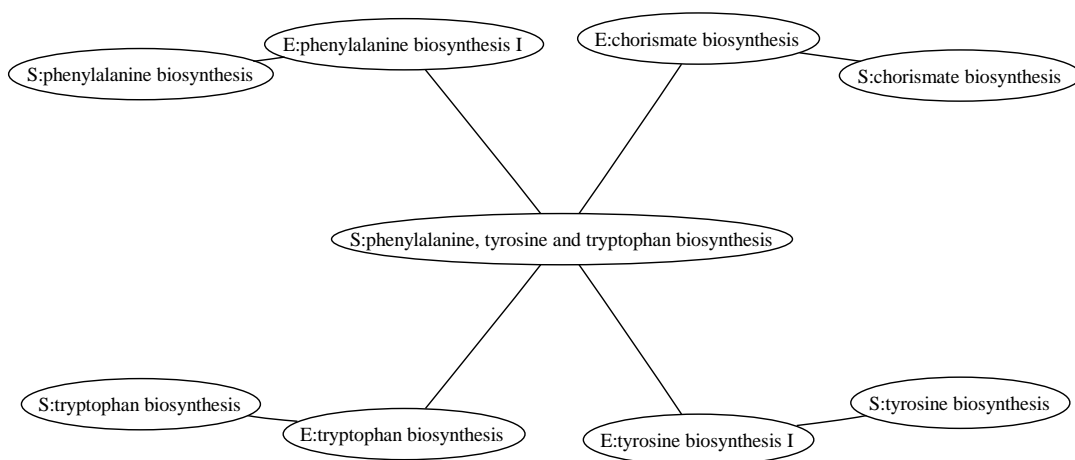 E:phenylalanine biosynthesis I
E:chorismate biosynthesis
S:phenylalanine biosynthesis
S:chorismate biosynthesis
S:phenylalanine, tyrosine and tryptophan biosynthesis
S:tryptophan biosynthesis
S:tyrosine biosynthesis
E:tryptophan biosynthesis
E:tyrosine biosynthesis I